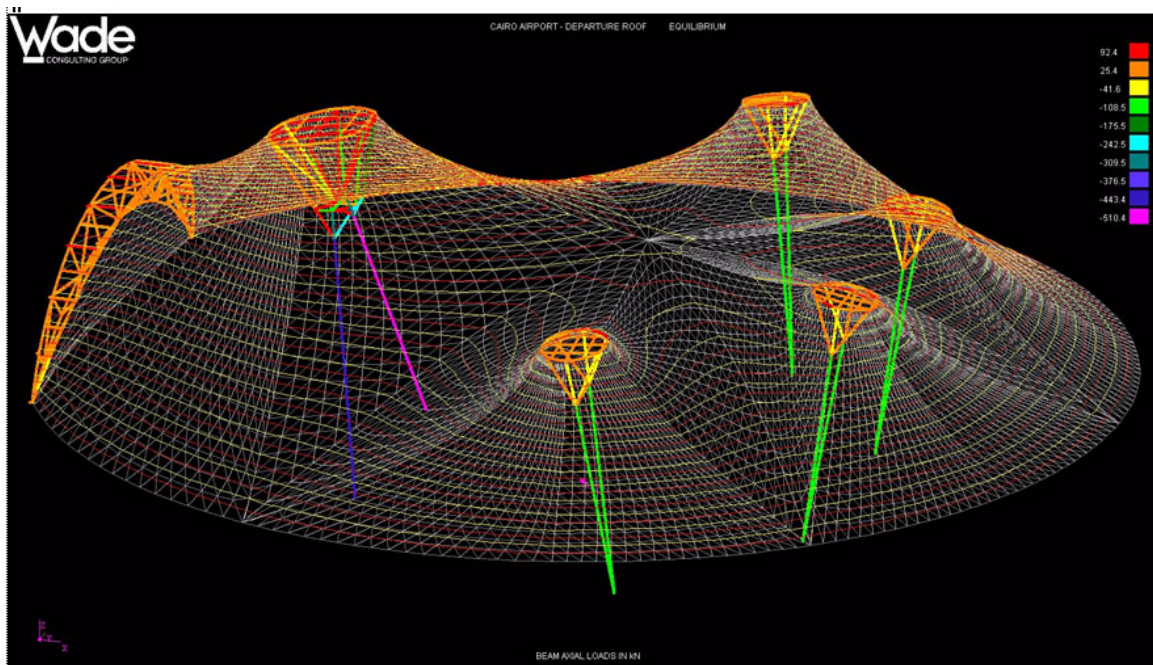 Wade
CONSULTING GROUP
CAIRO AIRPORT - DEPARTURE ROOF EQUILIBRIUM
92.4
25.4
-41.6
-108.5
-175.5
-242.5
-309.5
-376.5
-443.4
-510.4
X
BEAM AXIAL LOADS IN kN